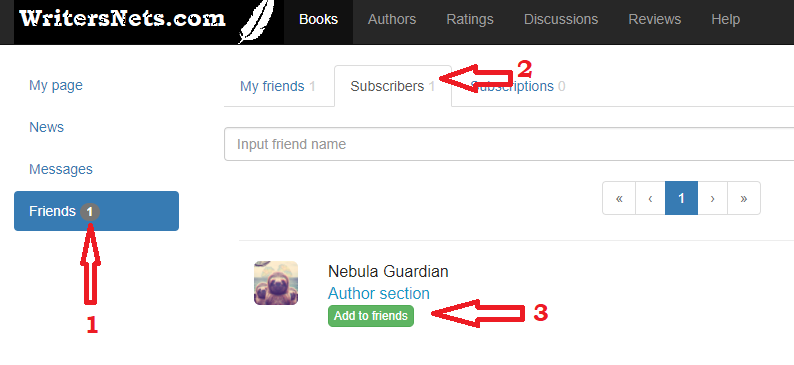 WritersNets.com Books Authors Ratings Discussions Reviews Help
2
My page
My friends 1 Subscribers 1 Subscriptions 0
News
Input friend name
Messages
« ‹ 1 › »
Friends 1
Nebula Guardian
Author section
Add to friends
3
1